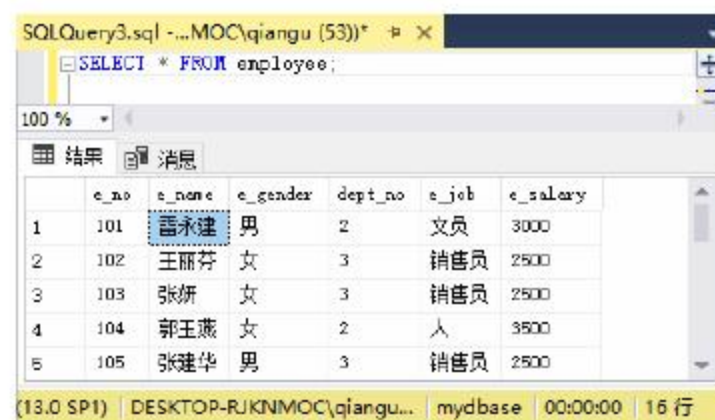 SQLQuery3.sql -...MOC\qiangu (53))*
SELECT * FROM employee;
100 %
结果 消息
e_no e_name e_gender dept_no e_job e_salary
1 101 雷永建 男 2 文员 3000
2 102 王丽芬 女 3 销售员 2500
3 103 张妍 女 3 销售员 2500
4 104 郭玉燕 女 2 人 3500
5 105 张建华 男 3 销售员 2500
(13.0 SP1) DESKTOP-RJKNMOC\qiangu... mydbase 00:00:00 16 行